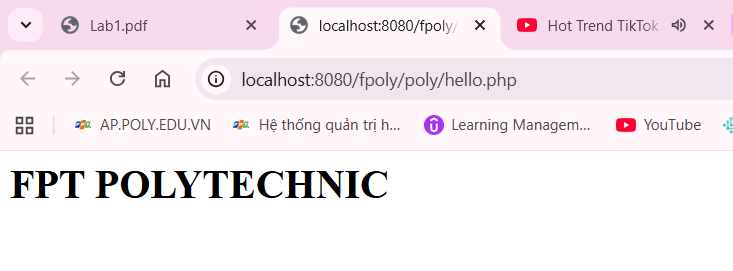 Lab1.pdf
localhost:8080/fpoly/
Hot Trend TikTok
localhost:8080/fpoly/poly/hello.php
AP.POLY.EDU.VN
Hệ thống quản trị h...
Learning Managem...
YouTube
FPT POLYTECHNIC